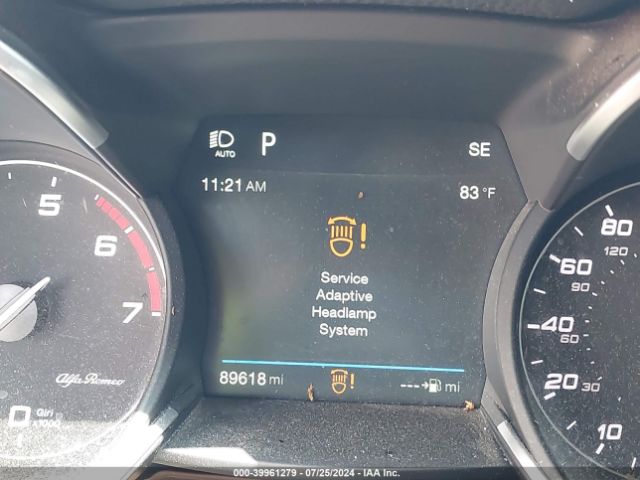 AUTO P SE
11:21 AM 83 °F
Service
Adaptive
Headlamp
System
89618 mi ---→ mi
5
6
7
Alfa Romeo
0 Giri x1000
80
120
60
90
40
60
20 30
10
000-39961279 - 07/25/2024 - IAA Inc.